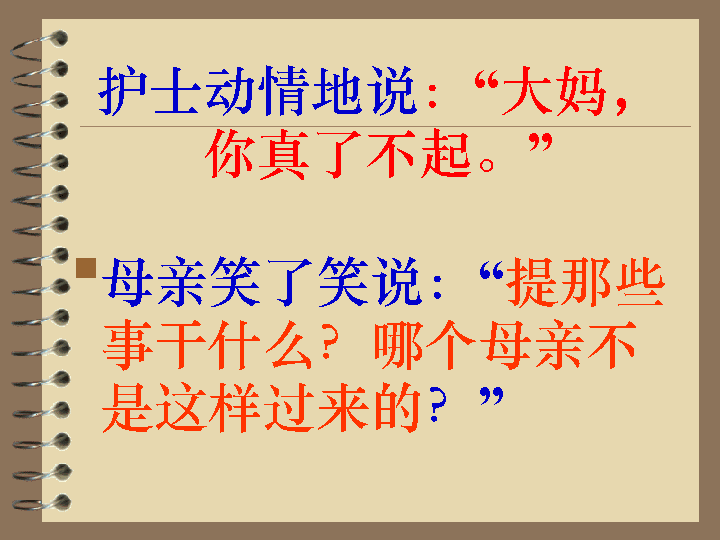 护士动情地说：“大妈，
你真了不起。”
母亲笑了笑说：“提那些
事干什么？哪个母亲不
是这样过来的？”